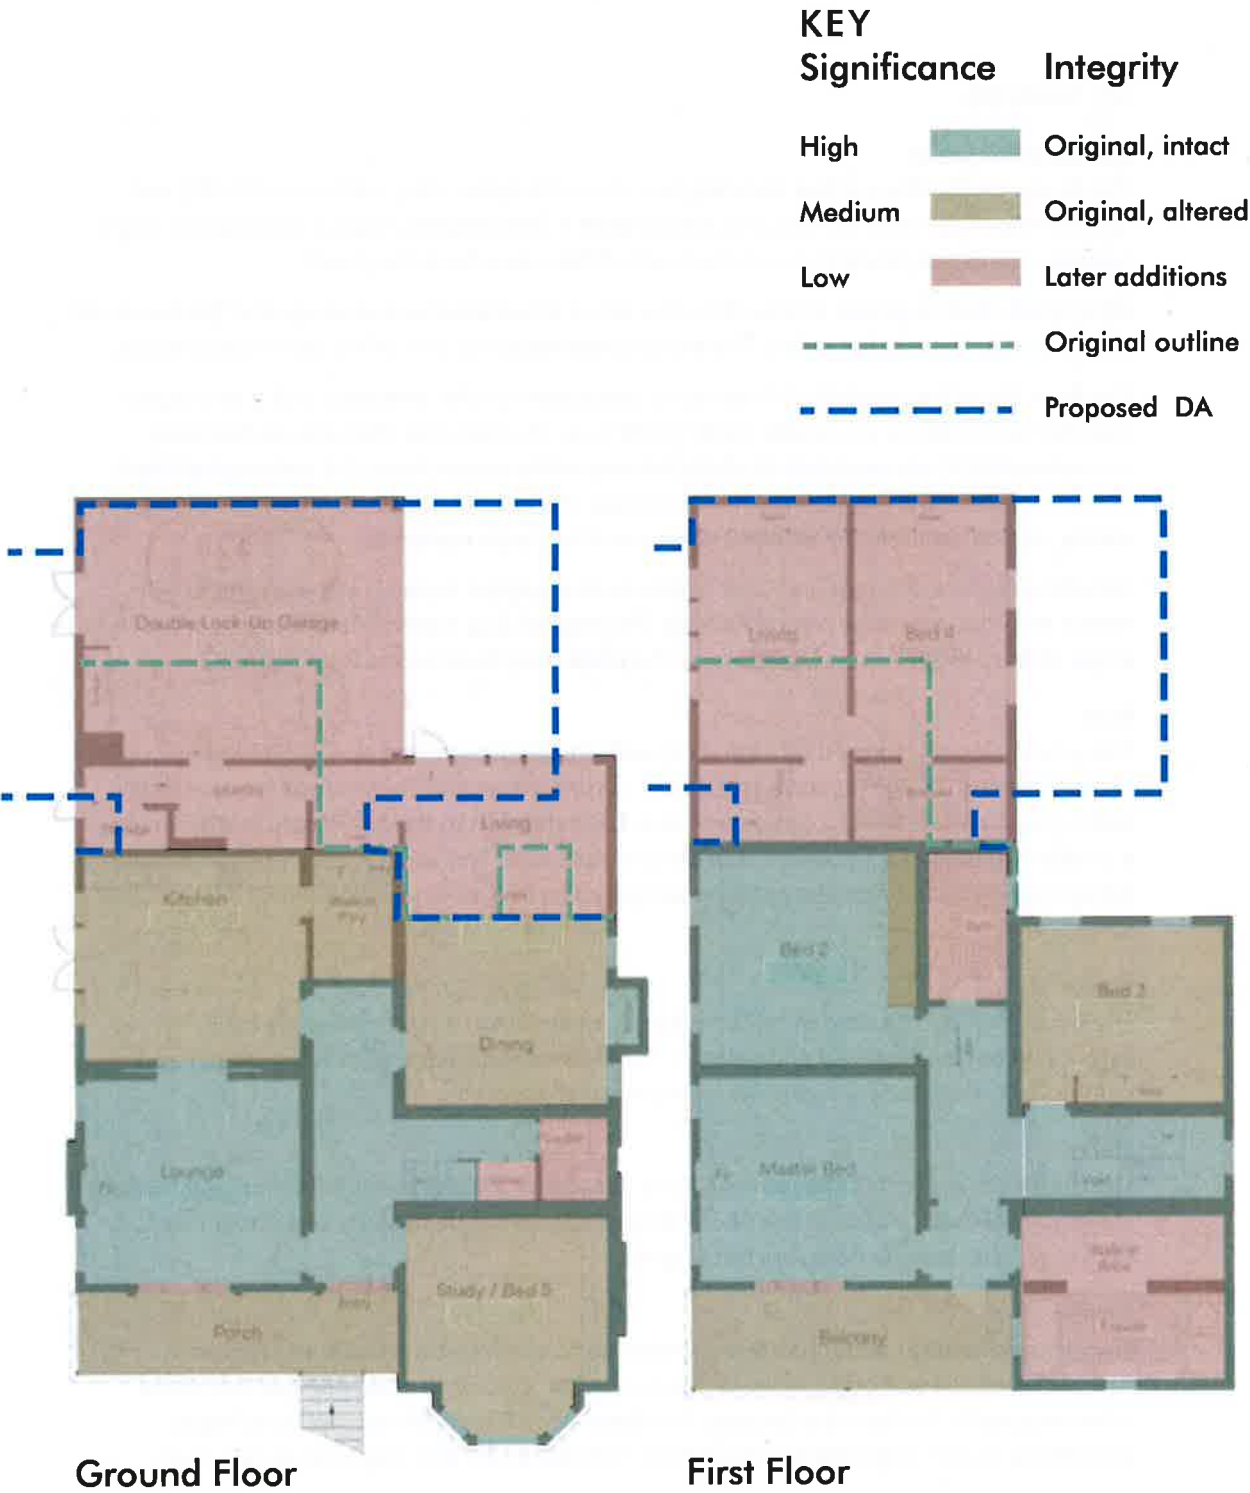 KEY
Significance Integrity
High Original, intact
Medium Original, altered
Low Later additions
Original outline
Proposed DA
Double Lock-Up Garage
Living
Kitchen
Dining
Lounge
Study / Bed 5
Porch
Living
Bed 4
Bed 2
Bed 3
Master Bed
Balcony
Ground Floor
First Floor